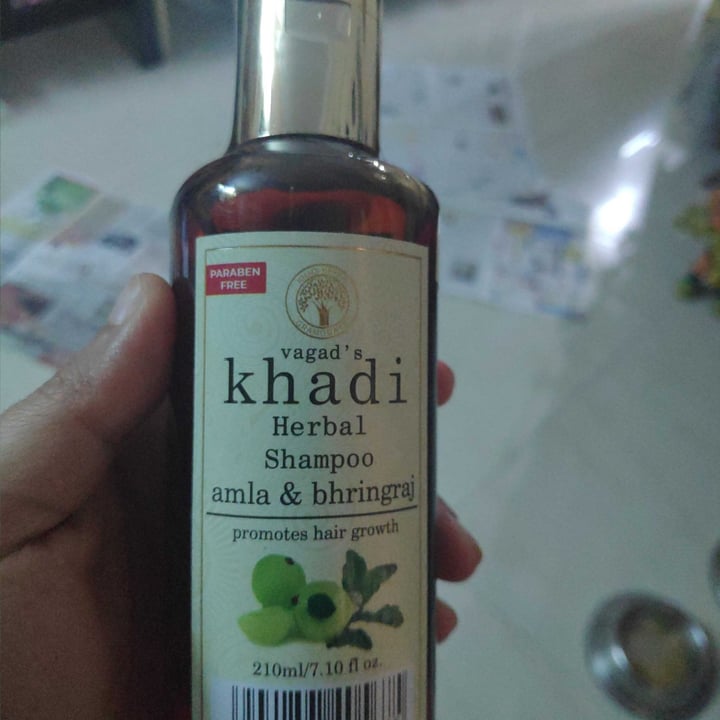 PARABEN
FREE
vagad's
khadi
Herbal
Shampoo
amla & bhringraj
promotes hair growth
210ml/7.10 fl oz.